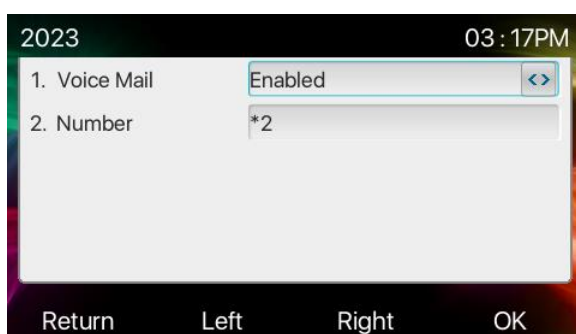 2023 03:17PM
1. Voice Mail Enabled <>
2. Number *2
Return Left Right OK